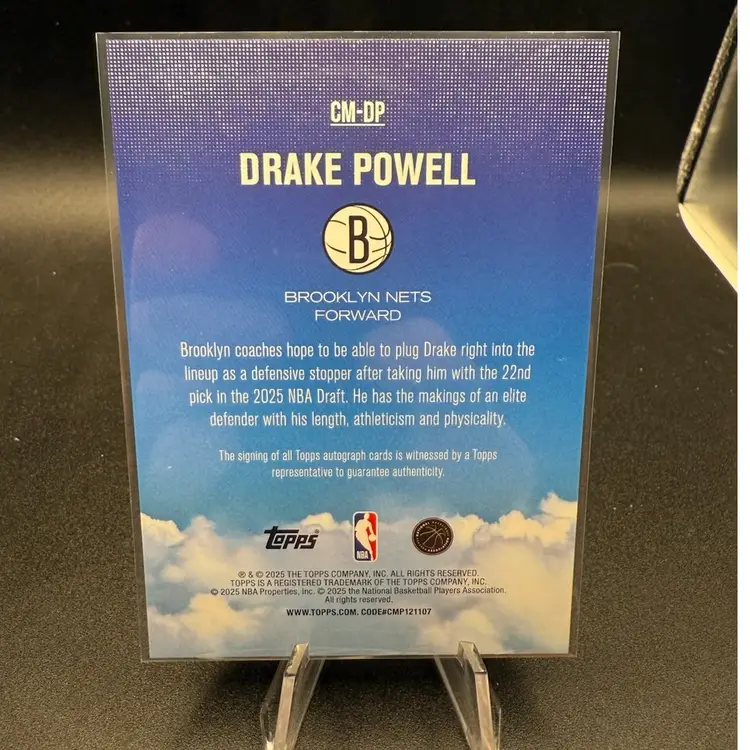 CM-DP
DRAKE POWELL
B
BROOKLYN NETS
FORWARD
Brooklyn coaches hope to be able to plug Drake right into the
lineup as a defensive stopper after taking him with the 22nd
pick in the 2025 NBA Draft. He has the makings of an elite
defender with his length, athleticism and physicality.
The signing of all Topps autograph cards is witnessed by a Topps
representative to guarantee authenticity.
Topps
NBA
® & © 2025 THE TOPPS COMPANY, INC. ALL RIGHTS RESERVED.
TOPPS IS A REGISTERED TRADEMARK OF THE TOPPS COMPANY, INC.
© 2025 NBA Properties, Inc. © 2025 the National Basketball Players Association.
All rights reserved.
WWW.TOPPS.COM. CODE#CMP121107